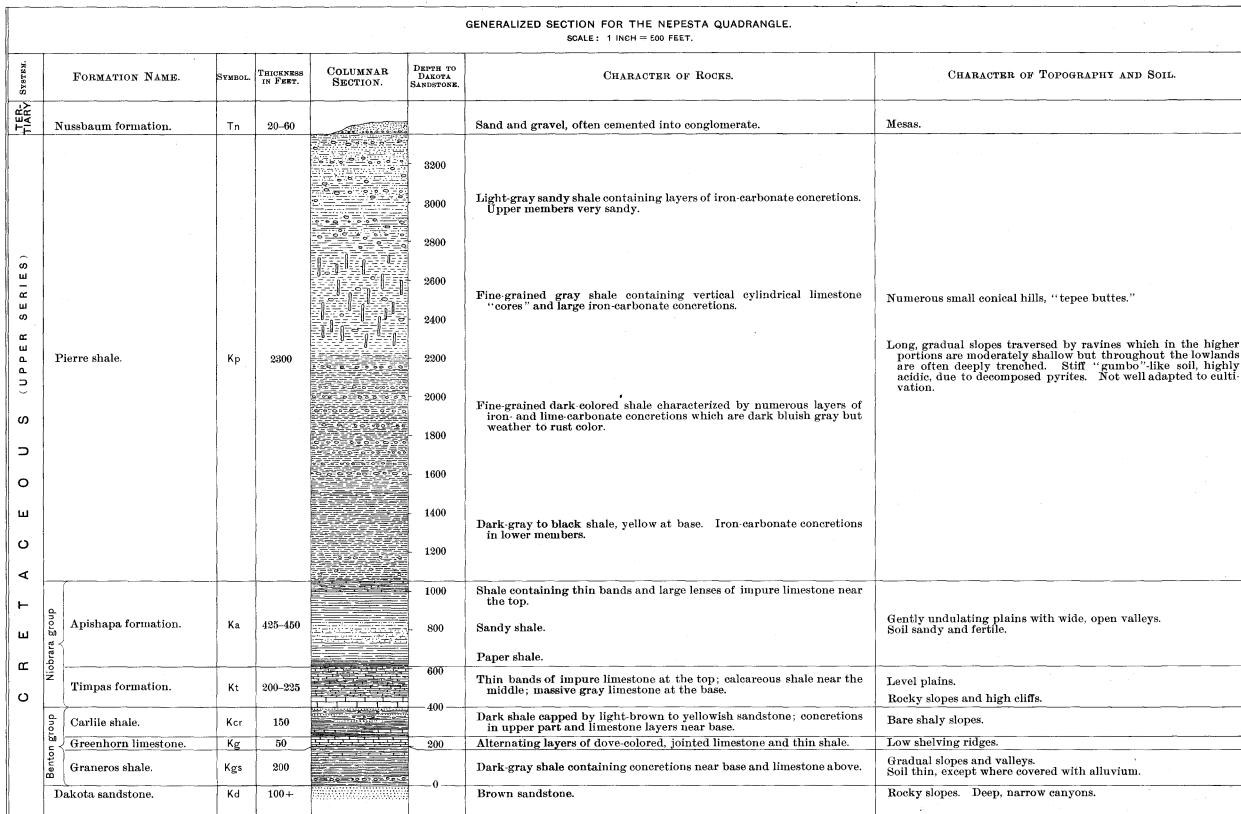 GENERALIZED SECTION FOR THE NEPESTA QUADRANGLE.
SCALE: 1 INCH = 500 FEET.
SYSTEM.
FORMATION NAME.
SYMBOL.
THICKNESS
IN FEET.
COLUMNAR
SECTION.
DEPTH TO
DAKOTA
SANDSTONE.
CHARACTER OF ROCKS.
CHARACTER OF TOPOGRAPHY AND SOIL.
TER-
TIARY
Nussbaum formation.
Tn
20–60
Sand and gravel, often cemented into conglomerate.
Mesas.
CRETACEOUS (UPPER SERIES)
Pierre shale.
Kp
2300
3200
3000
2800
2600
2400
2200
2000
1800
1600
1400
1200
Light-gray sandy shale containing layers of iron-carbonate concretions.
Upper members very sandy.
Fine-grained gray shale containing vertical cylindrical limestone
"cores" and large iron-carbonate concretions.
Fine-grained dark-colored shale characterized by numerous layers of
iron- and lime-carbonate concretions which are dark bluish gray but
weather to rust color.
Dark-gray to black shale, yellow at base. Iron-carbonate concretions
in lower members.
Numerous small conical hills, "tepee buttes."
Long, gradual slopes traversed by ravines which in the higher
portions are moderately shallow but throughout the lowlands
are often deeply trenched. Stiff "gumbo"-like soil, highly
acidic, due to decomposed pyrites. Not well adapted to culti-
vation.
Niobrara group
Apishapa formation.
Ka
425–450
1000
800
Shale containing thin bands and large lenses of impure limestone near
the top.
Sandy shale.
Paper shale.
Gently undulating plains with wide, open valleys.
Soil sandy and fertile.
Timpas formation.
Kt
200–225
600
400
Thin bands of impure limestone at the top; calcareous shale near the
middle; massive gray limestone at the base.
Level plains.
Rocky slopes and high cliffs.
Benton group
Carlile shale.
Kcr
150
Dark shale capped by light-brown to yellowish sandstone; concretions
in upper part and limestone layers near base.
Bare shaly slopes.
Greenhorn limestone.
Kg
50
200
Alternating layers of dove-colored, jointed limestone and thin shale.
Low shelving ridges.
Graneros shale.
Kgs
200
0
Dark-gray shale containing concretions near base and limestone above.
Gradual slopes and valleys.
Soil thin, except where covered with alluvium.
Dakota sandstone.
Kd
100+
Brown sandstone.
Rocky slopes. Deep, narrow canyons.